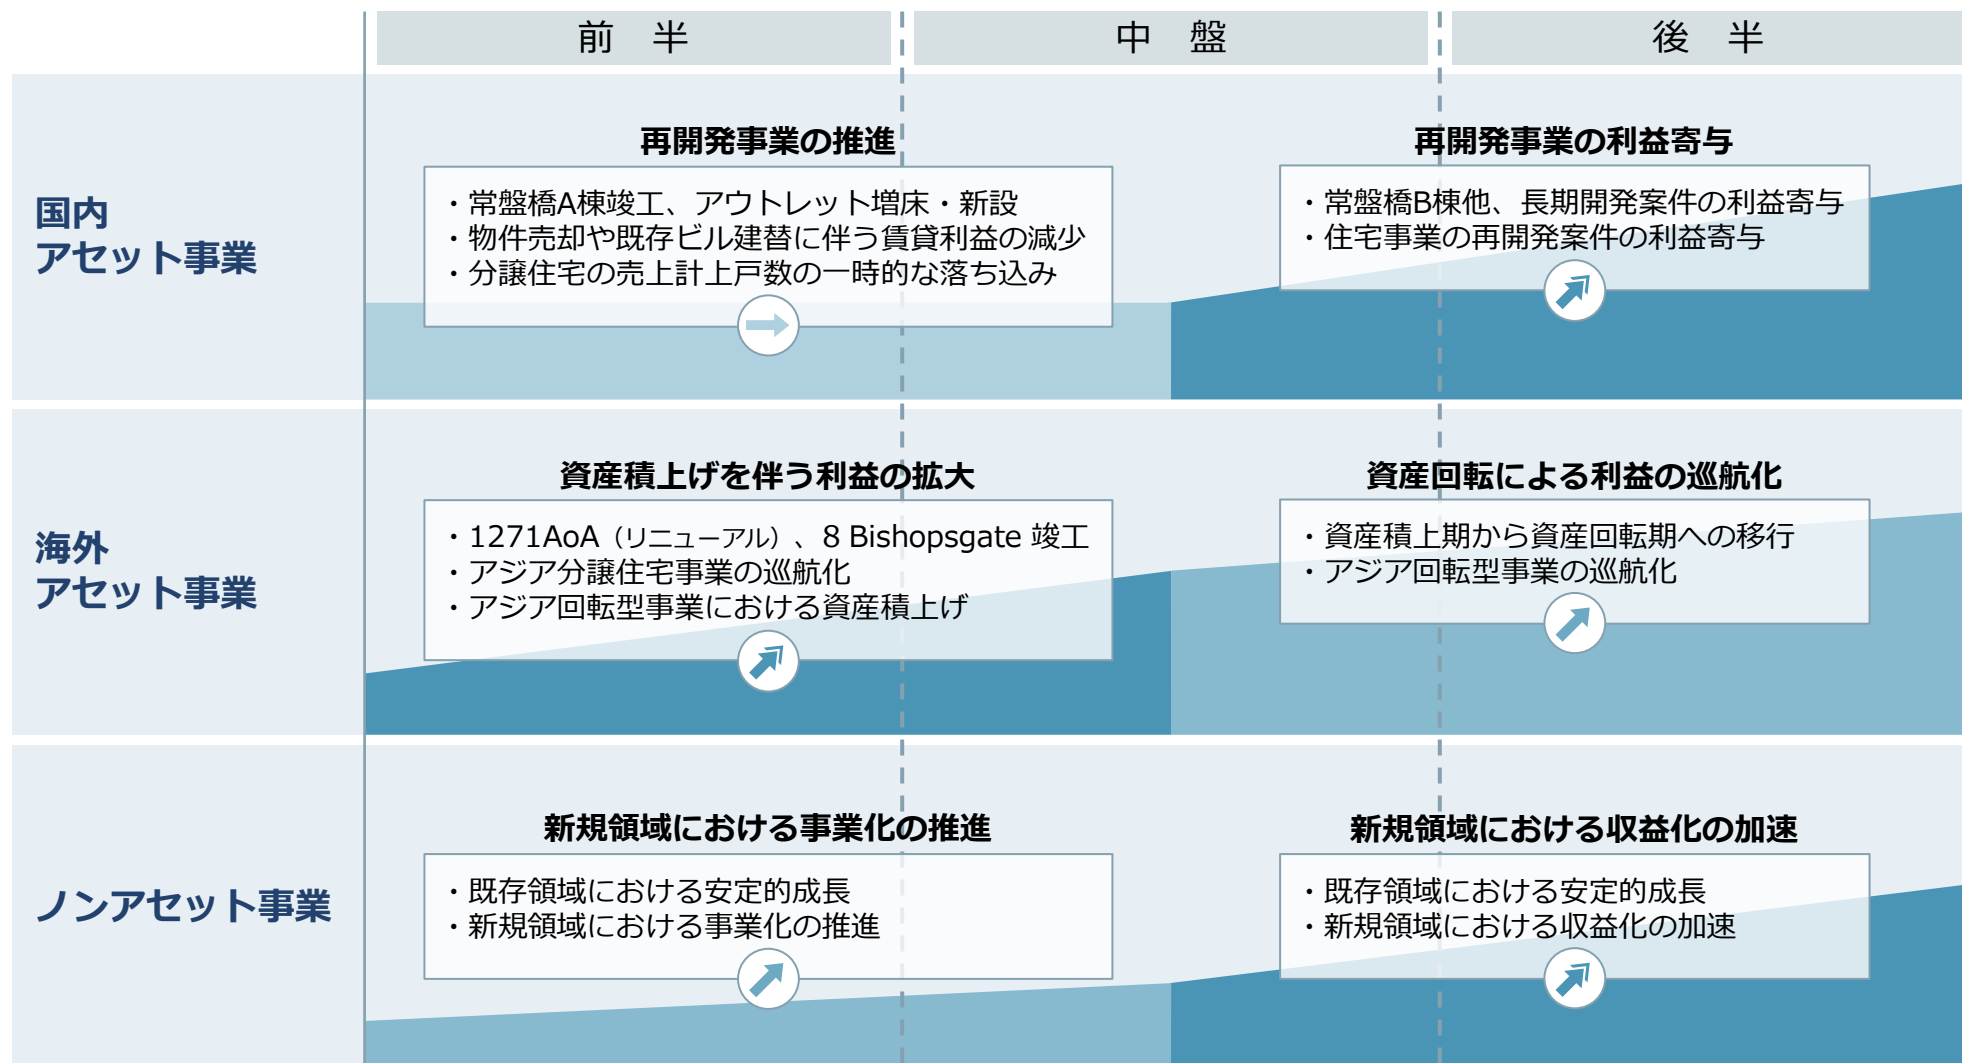 前　半
中　盤
後　半
国内
アセット事業
再開発事業の推進
・常盤橋A棟竣工、アウトレット増床・新設
・物件売却や既存ビル建替に伴う賃貸利益の減少
・分譲住宅の売上計上戸数の一時的な落ち込み
再開発事業の利益寄与
・常盤橋B棟他、長期開発案件の利益寄与
・住宅事業の再開発案件の利益寄与
海外
アセット事業
資産積上げを伴う利益の拡大
・1271AoA（リニューアル）、8 Bishopsgate 竣工
・アジア分譲住宅事業の巡航化
・アジア回転型事業における資産積上げ
資産回転による利益の巡航化
・資産積上期から資産回転期への移行
・アジア回転型事業の巡航化
ノンアセット事業
新規領域における事業化の推進
・既存領域における安定的成長
・新規領域における事業化の推進
新規領域における収益化の加速
・既存領域における安定的成長
・新規領域における収益化の加速